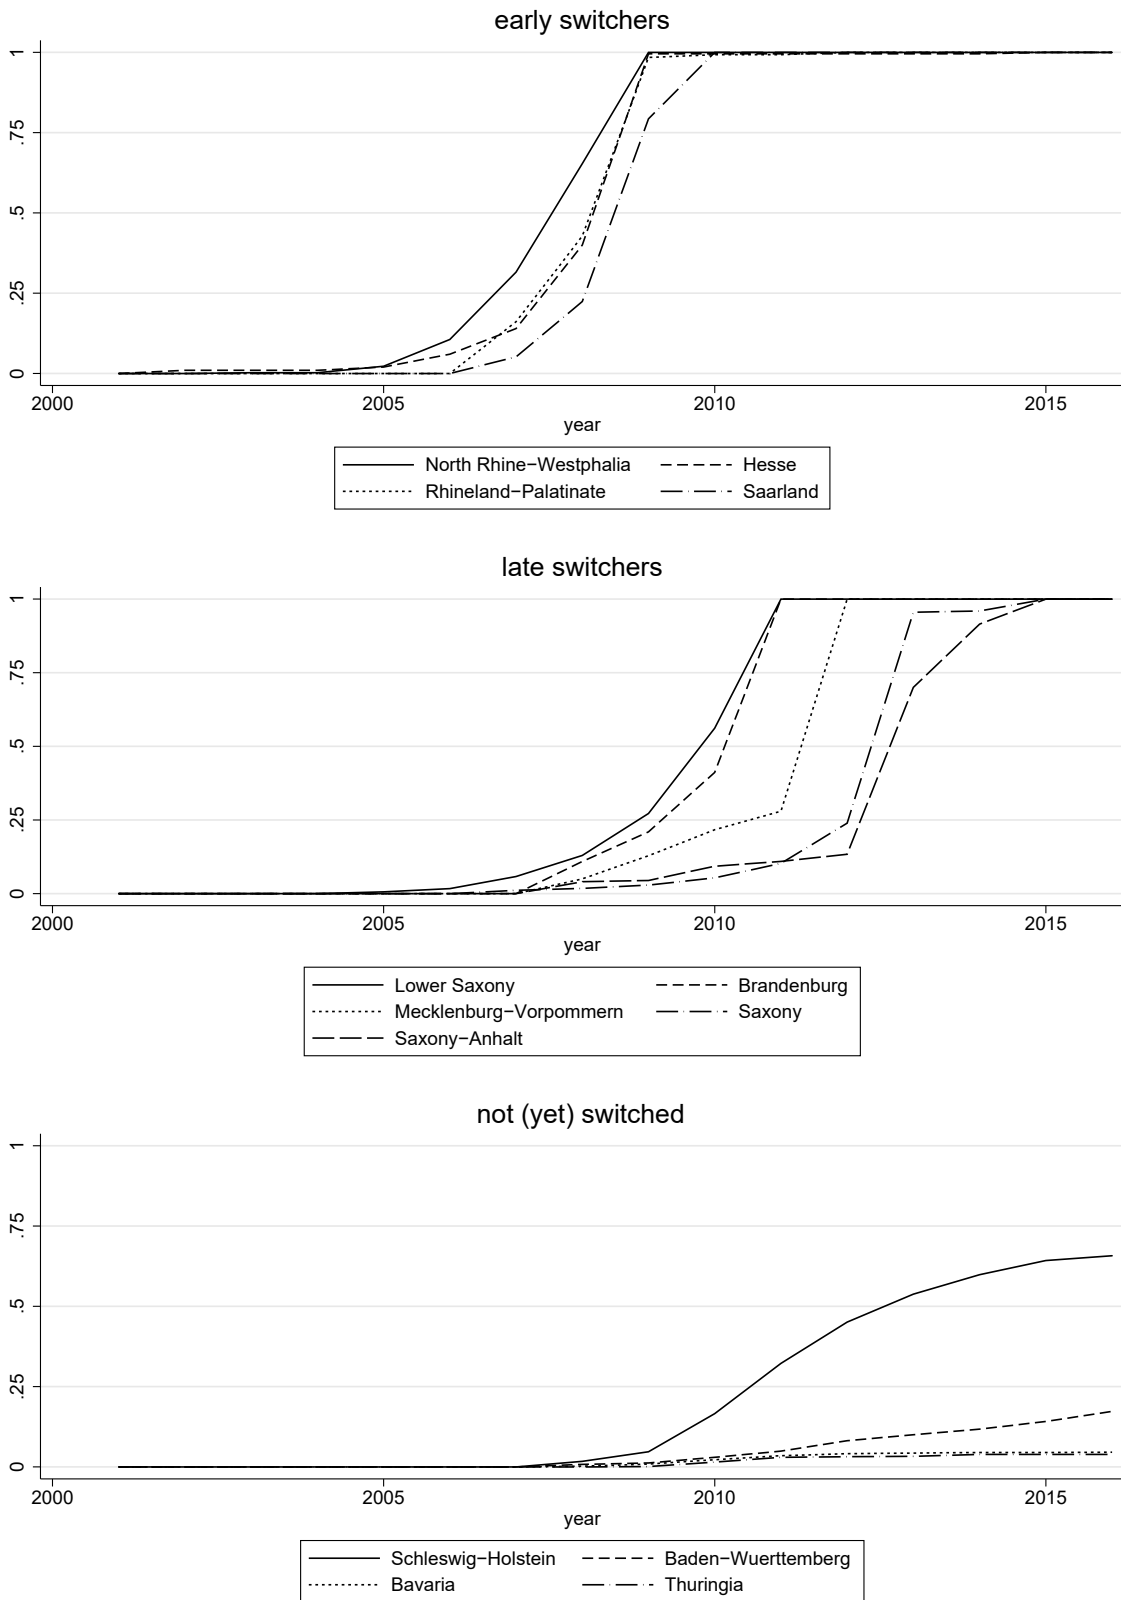 early switchers
1
.75
.5
.25
0
2000 2005 2010 2015
year
North Rhine−Westphalia Hesse
Rhineland−Palatinate Saarland
late switchers
1
.75
.5
.25
0
2000 2005 2010 2015
year
Lower Saxony Brandenburg
Mecklenburg−Vorpommern Saxony
Saxony−Anhalt
not (yet) switched
1
.75
.5
.25
0
2000 2005 2010 2015
year
Schleswig−Holstein Baden−Wuerttemberg
Bavaria Thuringia